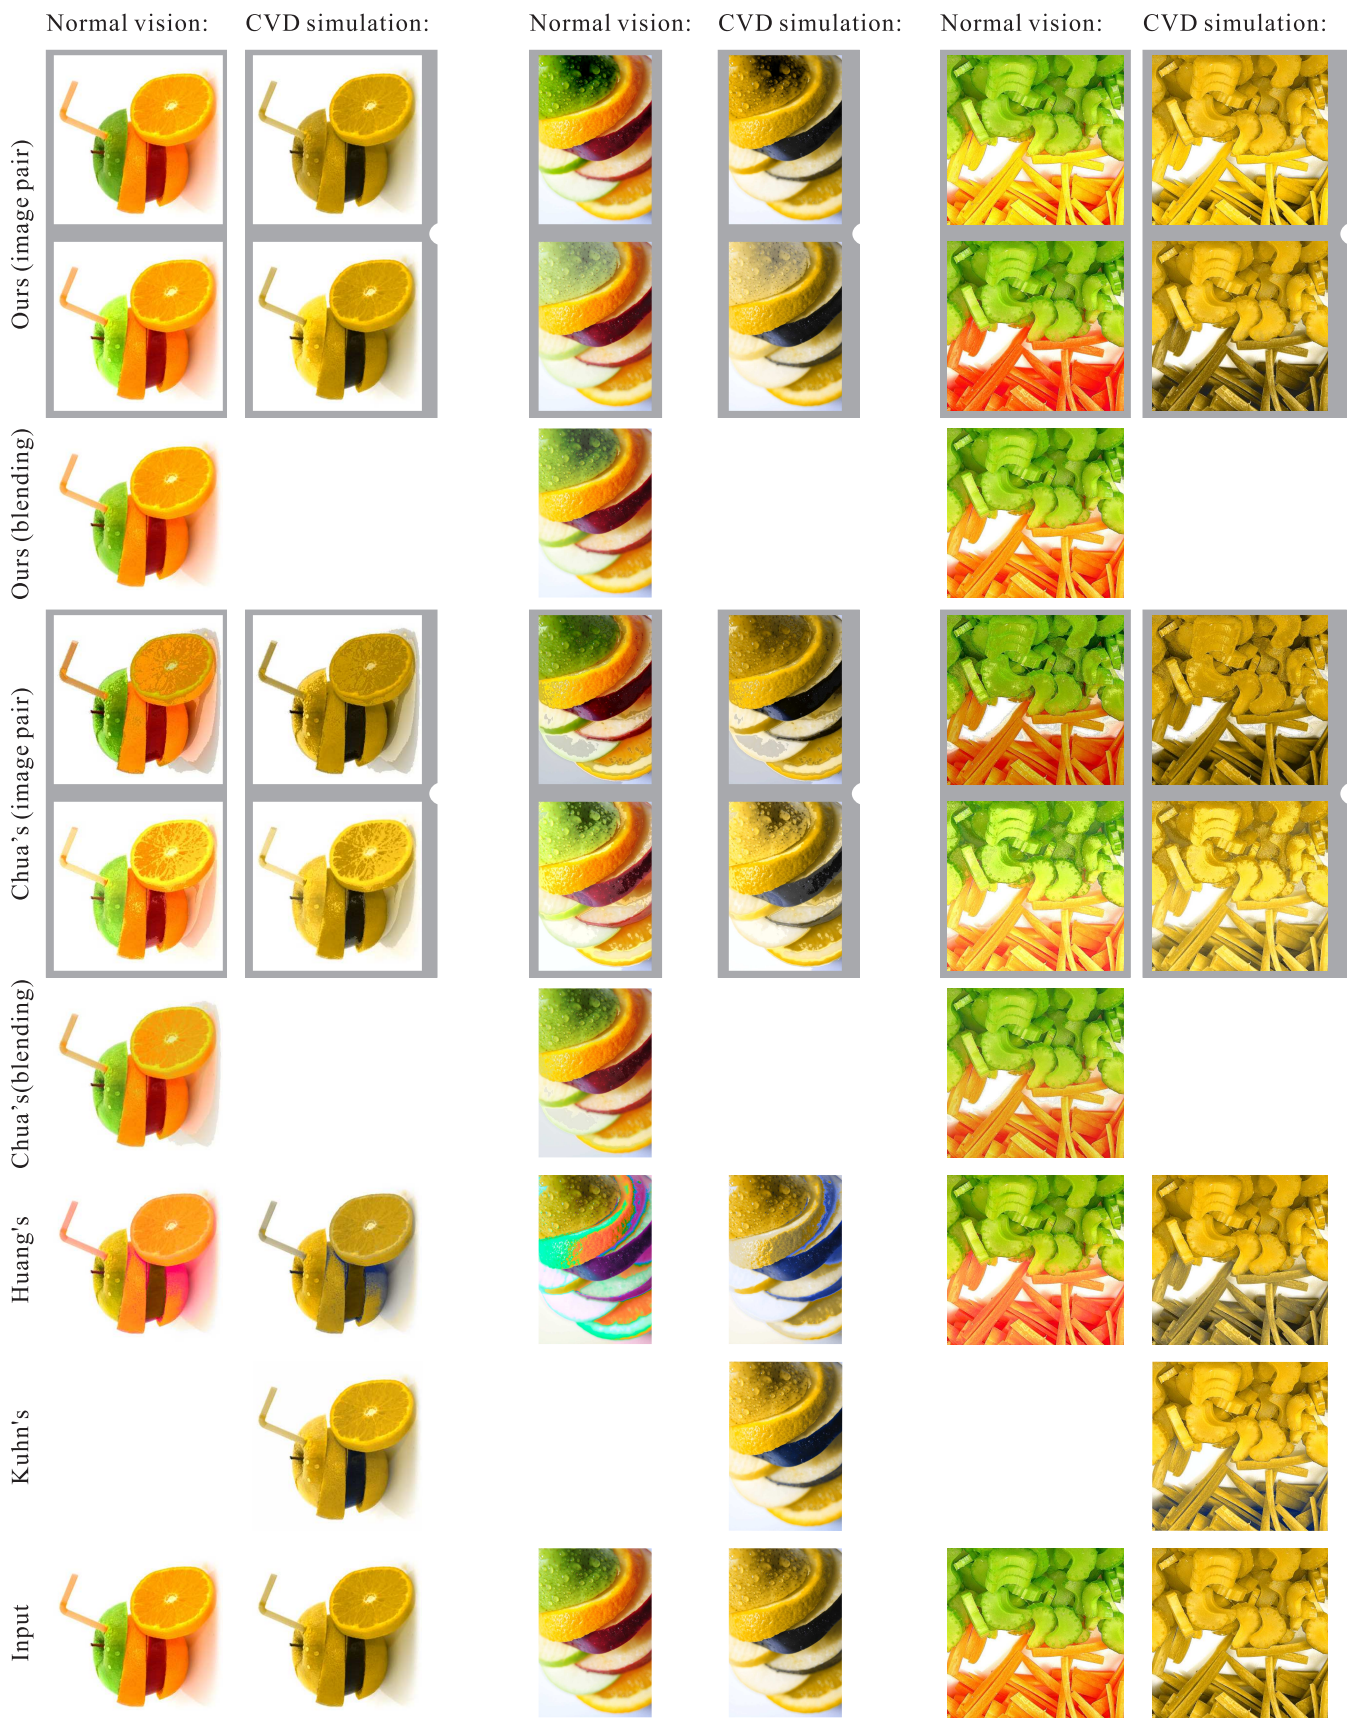 Normal vision: CVD simulation: Normal vision: CVD simulation: Normal vision: CVD simulation:
Ours (image pair)
Ours (blending)
Chua’s (image pair)
Chua’s(blending)
Huang's
Kuhn's
Input